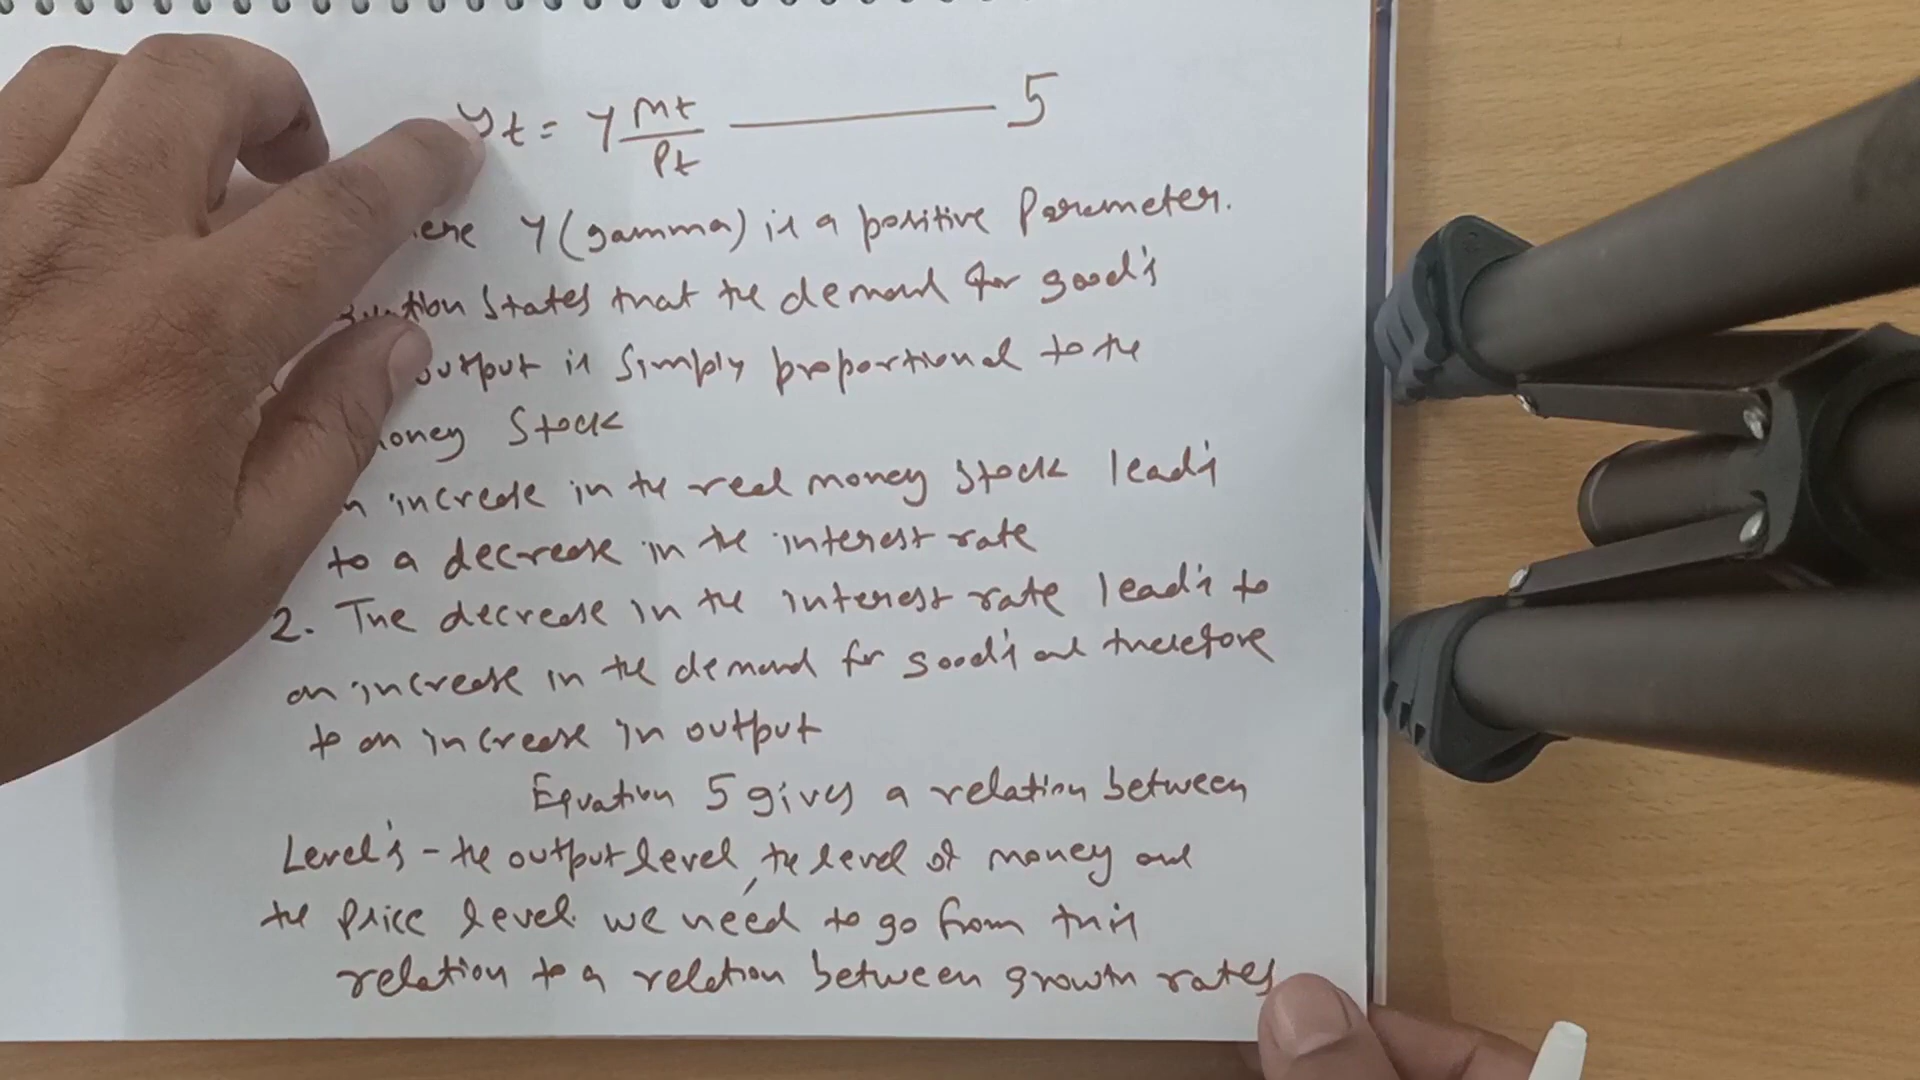 yt = γ Mt/Pt ——— 5
γ (gamma) is a positive Parameter.
States that the demand for good's
output is simply proportional to the
money Stock
increase in the real money stock lead's
to a decrease in the interest rate
2. The decrease in the interest rate lead's to
an increase in the demand for good's and therefore
to an increase in output
Equation 5 gives a relation between
Level's - the output level, the level of money and
the Price level. we need to go from this
relation to a relation between growth rates